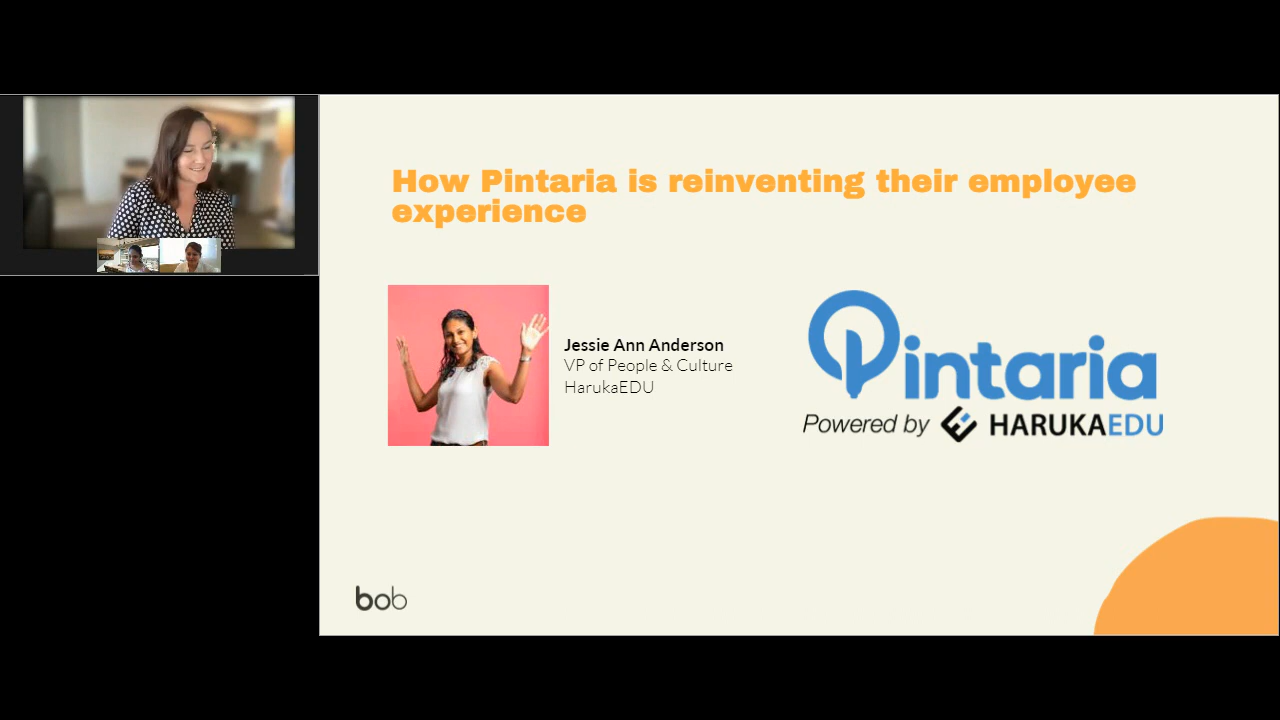 How Pintaria is reinventing their employee
experience
Jessie Ann Anderson
VP of People & Culture
HarukaEDU
Pintaria
Powered by HARUKAEDU
bob